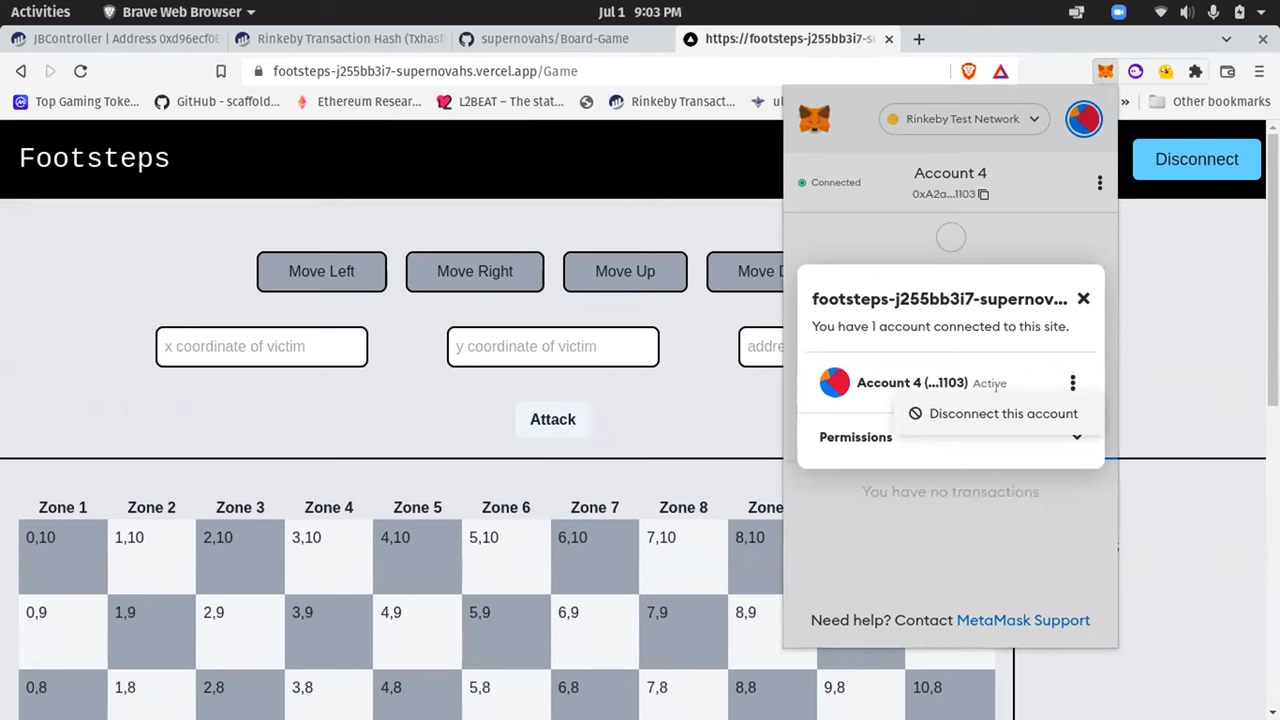 Activities
Brave Web Browser
Jul 1 9:03 PM
JBController | Address 0xd96ecf0E
Rinkeby Transaction Hash (Txhas
supernovahs/Board-Game
https://footsteps-j255bb3i7-su
footsteps-j255bb3i7-supernovahs.vercel.app/Game
Top Gaming Toke...
GitHub - scaffold...
Ethereum Resear...
L2BEAT – The stat...
Rinkeby Transact...
ul
»
Other bookmarks
Footsteps
Disconnect
Rinkeby Test Network
Connected
Account 4
0xA2a...1103
Move Left
Move Right
Move Up
Move D
footsteps-j255bb3i7-supernov...
You have 1 account connected to this site.
x coordinate of victim
y coordinate of victim
addre
Account 4 (...1103) Active
Disconnect this account
Permissions
Attack
You have no transactions
Need help? Contact MetaMask Support
Zone 1 Zone 2 Zone 3 Zone 4 Zone 5 Zone 6 Zone 7 Zone 8 Zone
0,10 1,10 2,10 3,10 4,10 5,10 6,10 7,10 8,10
0,9 1,9 2,9 3,9 4,9 5,9 6,9 7,9 8,9
0,8 1,8 2,8 3,8 4,8 5,8 6,8 7,8 8,8 9,8 10,8